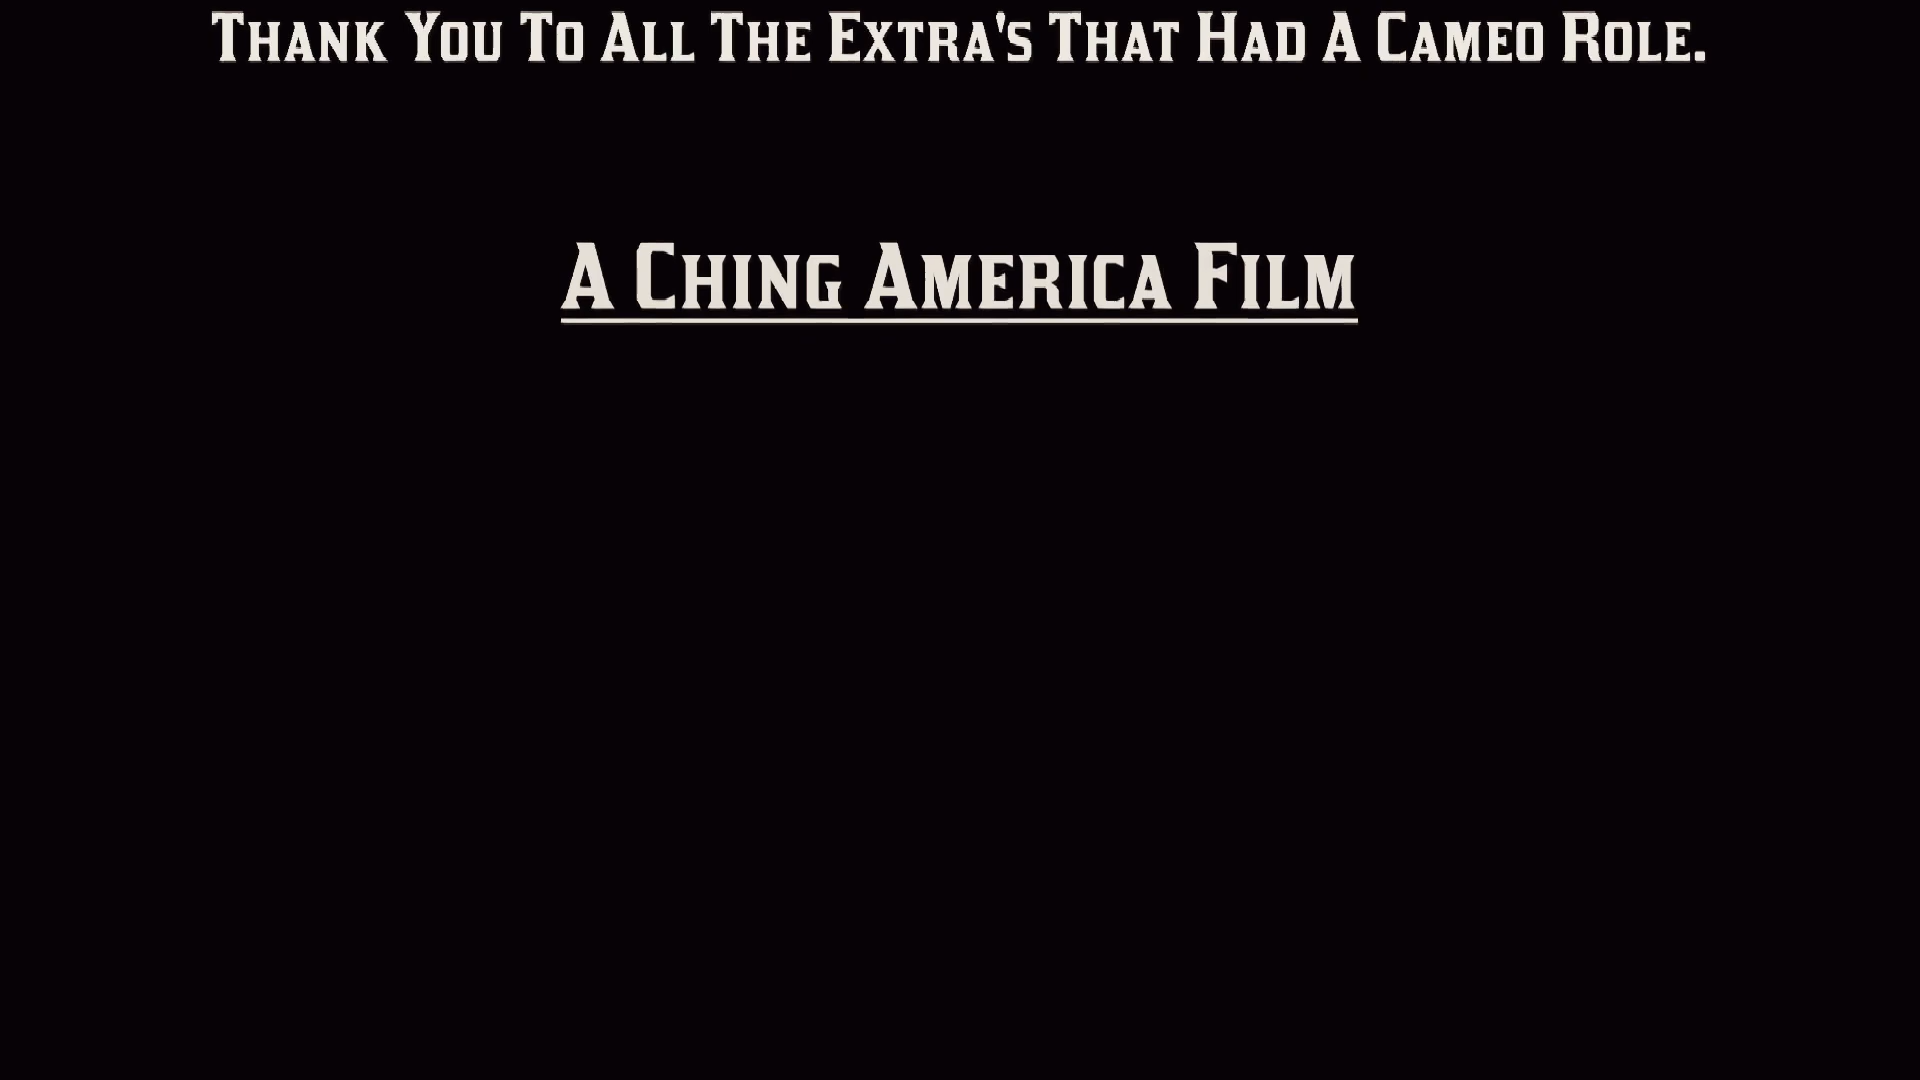 Thank You To All The Extra's That Had A Cameo Role.
A Ching America Film